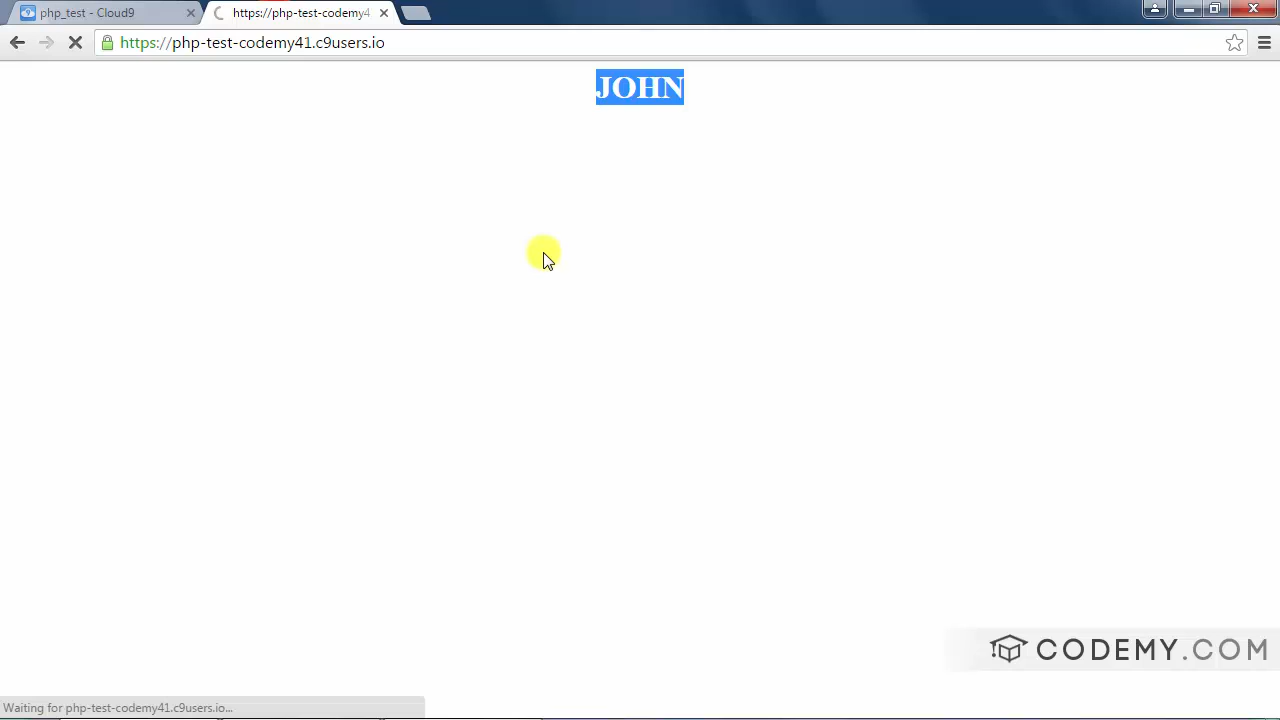 php_test - Cloud9
https://php-test-codemy4
https://php-test-codemy41.c9users.io
JOHN
CODEMY.COM
Waiting for php-test-codemy41.c9users.io...